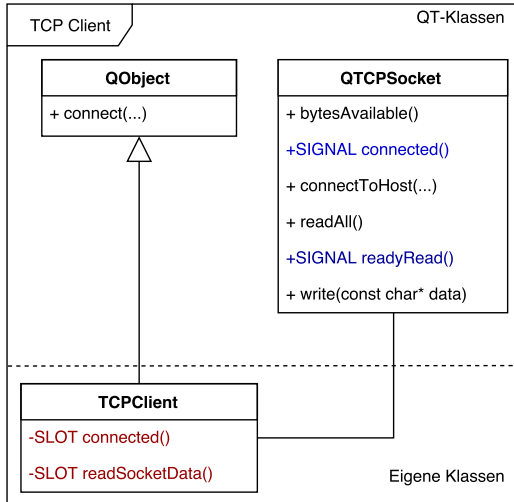 TCP Client
QT-Klassen
QObject
+ connect(...)
QTCPSocket
+ bytesAvailable()
+SIGNAL connected()
+ connectToHost(...)
+ readAll()
+SIGNAL readyRead()
+ write(const char* data)
TCPClient
-SLOT connected()
-SLOT readSocketData()
Eigene Klassen